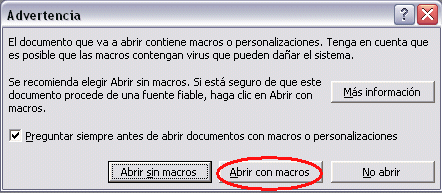 Advertencia
El documento que va a abrir contiene macros o personalizaciones. Tenga en cuenta que
es posible que las macros contengan virus que pueden dañar el sistema.
Se recomienda elegir Abrir sin macros. Si está seguro de que este
documento procede de una fuente fiable, haga clic en Abrir con
macros.
Más información
Preguntar siempre antes de abrir documentos con macros o personalizaciones
Abrir sin macros
Abrir con macros
No abrir